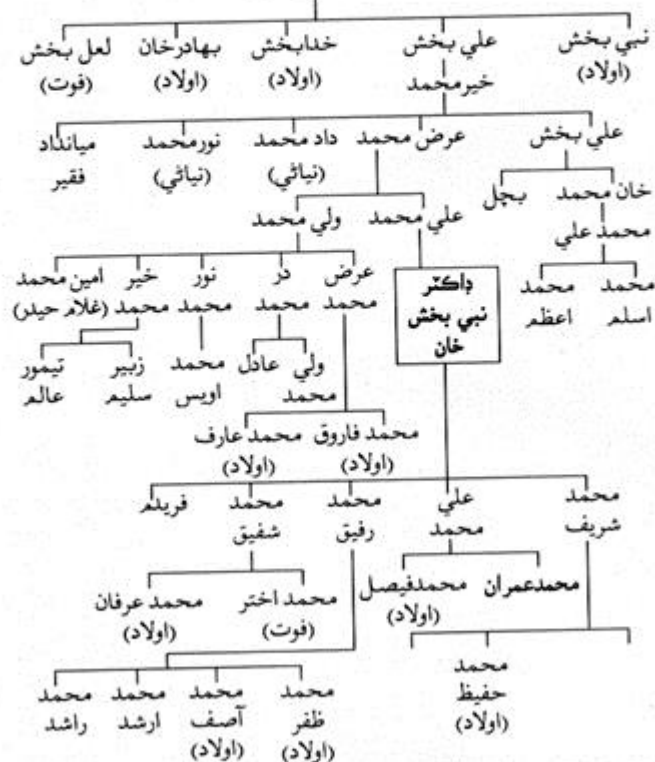 نبي بخش علي بخش خدابخش بهادرخان لعل بخش
(اولاد) (اولاد) (اولاد) (فوت)
خيرمحمد
علي بخش عرض محمد داد محمد نورمحمد ميانداد
(نياڻي) (نياڻي) فقير
خان محمد بچل
علي محمد ولي محمد
محمد علي
عرض در نور خير امين محمد
محمد محمد محمد محمد (غلام حيدر)
محمد محمد
اسلم اعظم
ڊاڪٽر
نبي بخش
خان
ولي عادل محمد زبير تيمور
محمد اويس سليم عالم
محمد فاروق محمد عارف
(اولاد) (اولاد)
محمد علي محمد محمد فريده
شريف محمد رفيق شفيق
محمدعمران محمدفيصل محمد اختر محمد عرفان
(اولاد) (فوت) (اولاد)
محمد
حفيظ
(اولاد)
محمد محمد محمد محمد
ظفر آصف ارشد راشد
(اولاد) (اولاد)